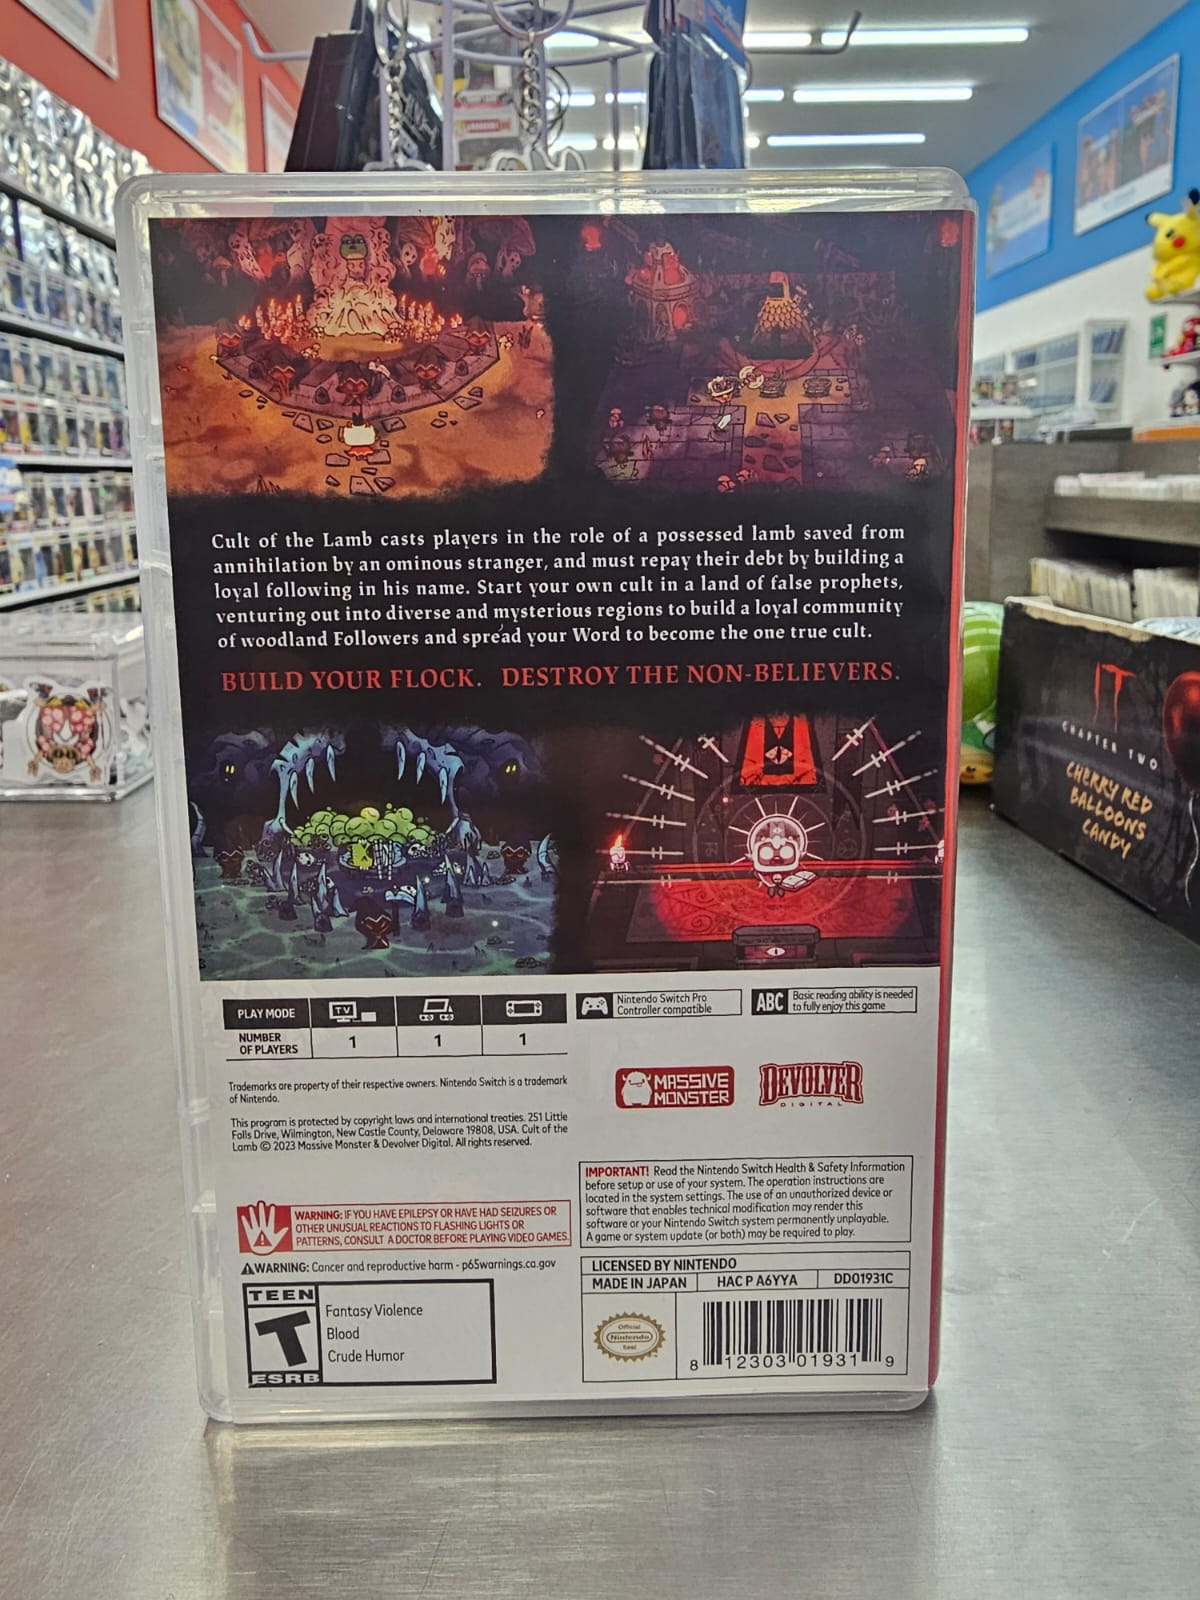 Cult of the Lamb casts players in the role of a possessed lamb saved from
annihilation by an ominous stranger, and must repay their debt by building a
loyal following in his name. Start your own cult in a land of false prophets,
venturing out into diverse and mysterious regions to build a loyal community
of woodland Followers and spread your Word to become the one true cult.
BUILD YOUR FLOCK. DESTROY THE NON-BELIEVERS.
IT
CHAPTER TWO
CHERRY RED
BALLOONS
CANDY
PLAY MODE
TV
NUMBER
OF PLAYERS
1
1
1
Nintendo Switch Pro
Controller compatible
ABC
Basic reading ability is needed
to fully enjoy this game
Trademarks are property of their respective owners. Nintendo Switch is a trademark
of Nintendo.
This program is protected by copyright laws and international treaties. 251 Little
Falls Drive, Wilmington, New Castle County, Delaware 19808, USA. Cult of the
Lamb © 2023 Massive Monster & Devolver Digital. All rights reserved.
MASSIVE
MONSTER
DEVOLVER
DIGITAL
WARNING: IF YOU HAVE EPILEPSY OR HAVE HAD SEIZURES OR
OTHER UNUSUAL REACTIONS TO FLASHING LIGHTS OR
PATTERNS, CONSULT A DOCTOR BEFORE PLAYING VIDEO GAMES.
WARNING: Cancer and reproductive harm - p65warnings.ca.gov
IMPORTANT! Read the Nintendo Switch Health & Safety Information
before setup or use of your system. The operation instructions are
located in the system settings. The use of an unauthorized device or
software that enables technical modification may render this
software or your Nintendo Switch system permanently unplayable.
A game or system update (or both) may be required to play.
TEEN
T
ESRB
Fantasy Violence
Blood
Crude Humor
LICENSED BY NINTENDO
MADE IN JAPAN
HAC P A6YYA
DD01931C
Official
Nintendo
Seal
8 12303 01931 9